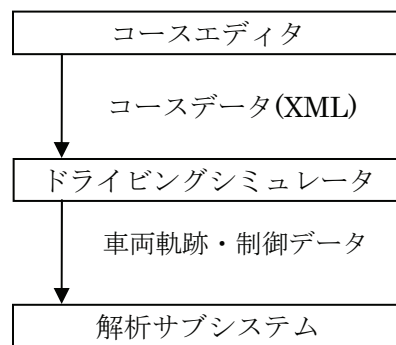 コースエディタ
コースデータ(XML)
ドライビングシミュレータ
車両軌跡・制御データ
解析サブシステム